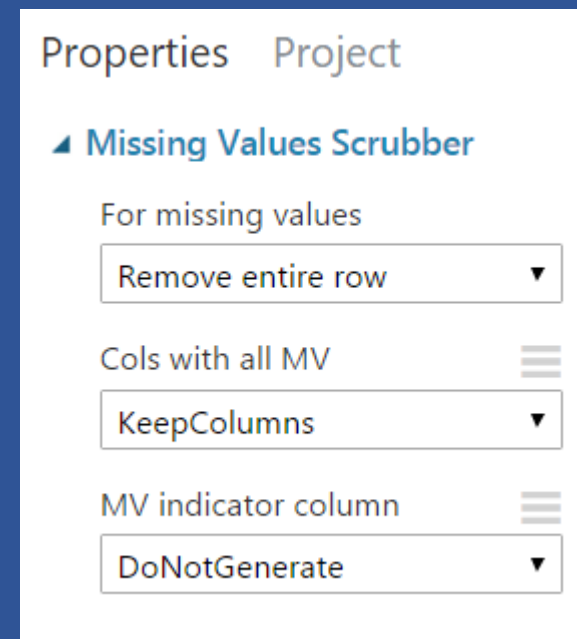 Properties Project
Missing Values Scrubber
For missing values
Remove entire row
Cols with all MV
KeepColumns
MV indicator column
DoNotGenerate